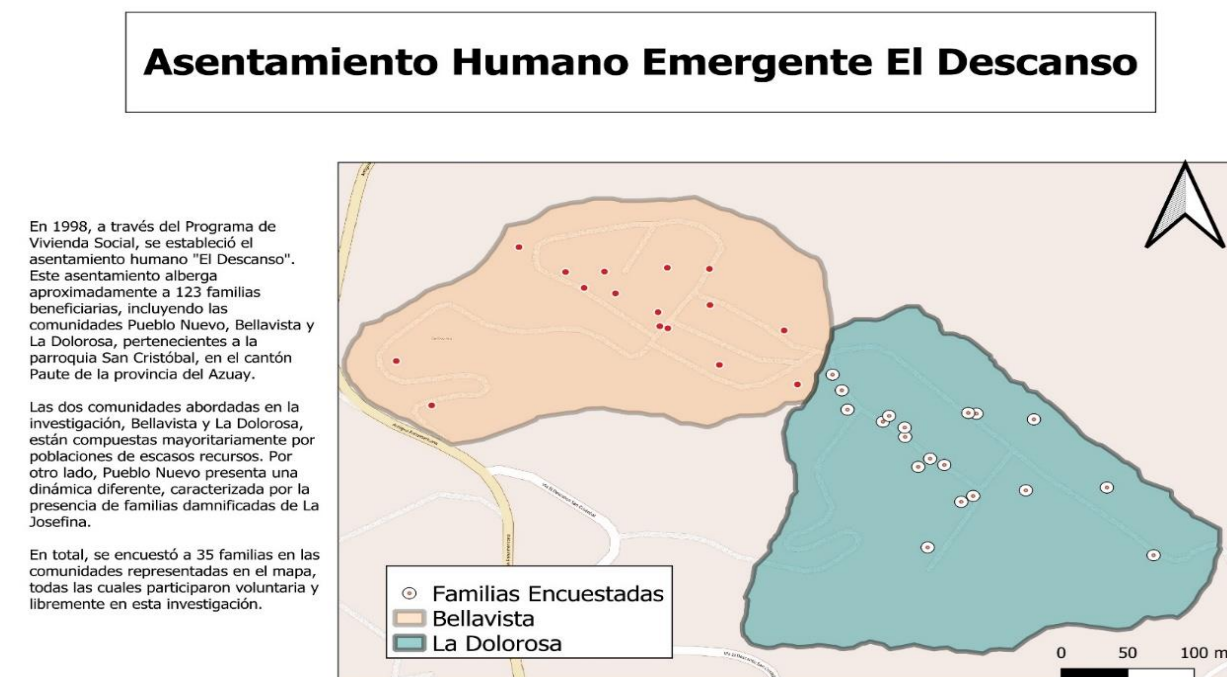 Asentamiento Humano Emergente El Descanso
En 1998, a través del Programa de
Vivienda Social, se estableció el
asentamiento humano "El Descanso".
Este asentamiento alberga
aproximadamente a 123 familias
beneficiarias, incluyendo las
comunidades Pueblo Nuevo, Bellavista y
La Dolorosa, pertenecientes a la
parroquia San Cristóbal, en el cantón
Paute de la provincia del Azuay.
Las dos comunidades abordadas en la
investigación, Bellavista y La Dolorosa,
están compuestas mayoritariamente por
poblaciones de escasos recursos. Por
otro lado, Pueblo Nuevo presenta una
dinámica diferente, caracterizada por la
presencia de familias damnificadas de La
Josefina.
En total, se encuestó a 35 familias en las
comunidades representadas en el mapa,
todas las cuales participaron voluntaria y
libremente en esta investigación.
Familias Encuestadas
Bellavista
La Dolorosa
0 50 100 m